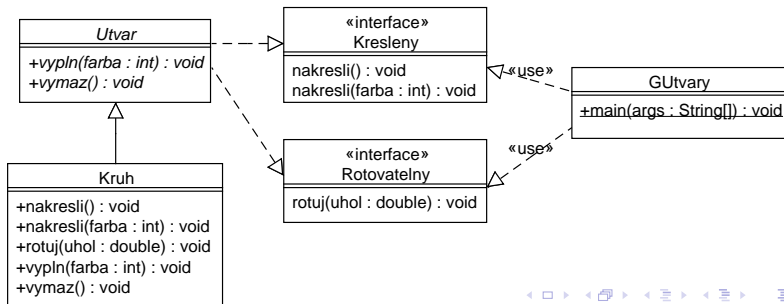 Utvar
+vypln(farba : int) : void
+vymaz() : void
«interface»
Kresleny
nakresli() : void
nakresli(farba : int) : void
«use»
GUtvary
+main(args : String[]) : void
«use»
«interface»
Rotovatelny
rotuj(uhol : double) : void
Kruh
+nakresli() : void
+nakresli(farba : int) : void
+rotuj(uhol : double) : void
+vypln(farba : int) : void
+vymaz() : void